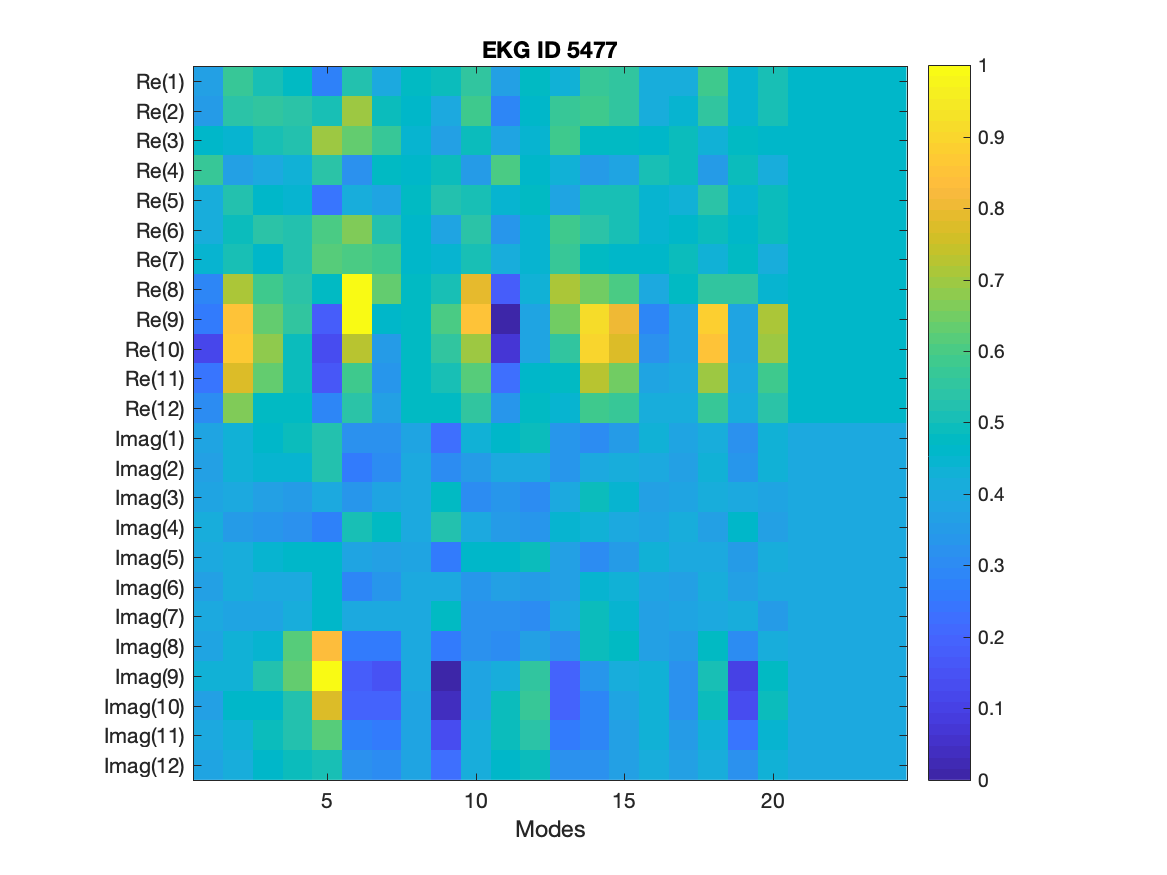 EKG ID 5477
Re(1)
Re(2)
Re(3)
Re(4)
Re(5)
Re(6)
Re(7)
Re(8)
Re(9)
Re(10)
Re(11)
Re(12)
Imag(1)
Imag(2)
Imag(3)
Imag(4)
Imag(5)
Imag(6)
Imag(7)
Imag(8)
Imag(9)
Imag(10)
Imag(11)
Imag(12)
5 10 15 20
Modes
1
0.9
0.8
0.7
0.6
0.5
0.4
0.3
0.2
0.1
0